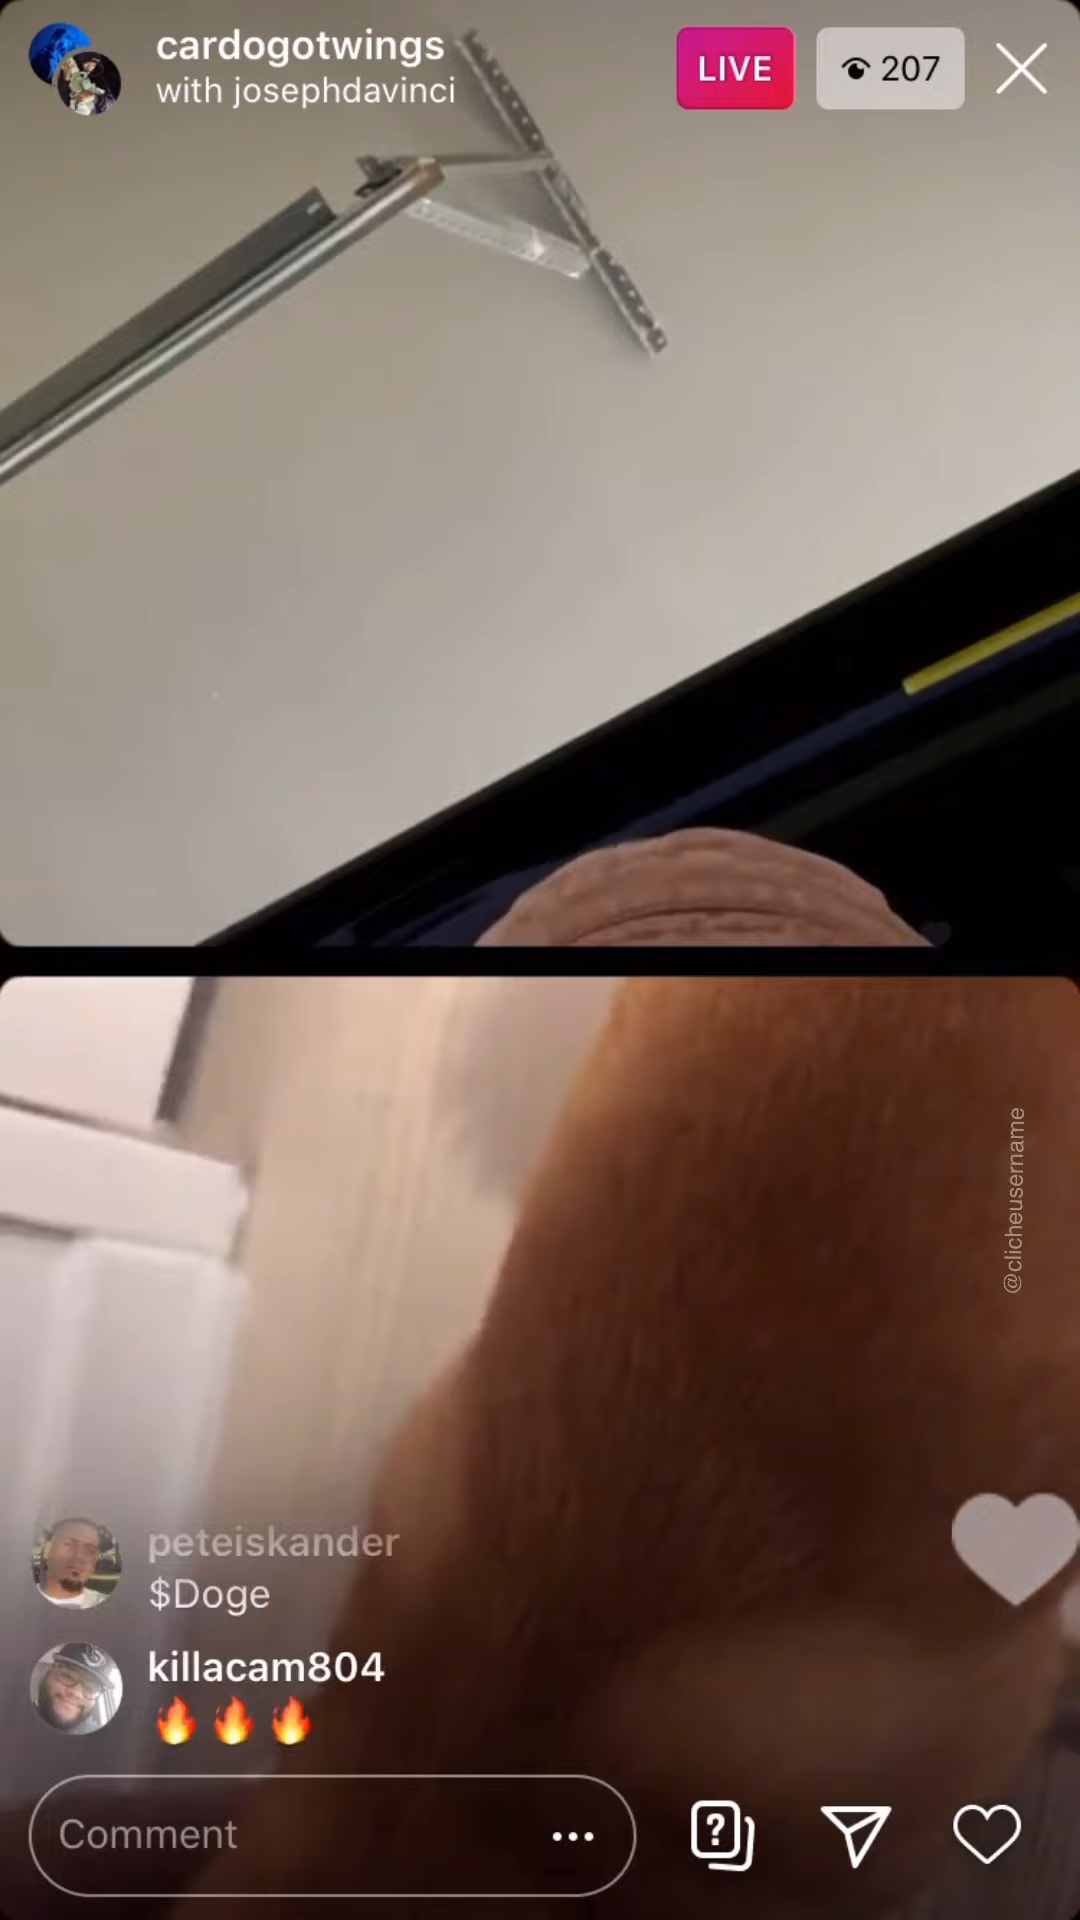 cardogotwings
with josephdavinci
LIVE
207
@clicheusername
peteiskander
$Doge
killacam804
🔥🔥🔥
Comment